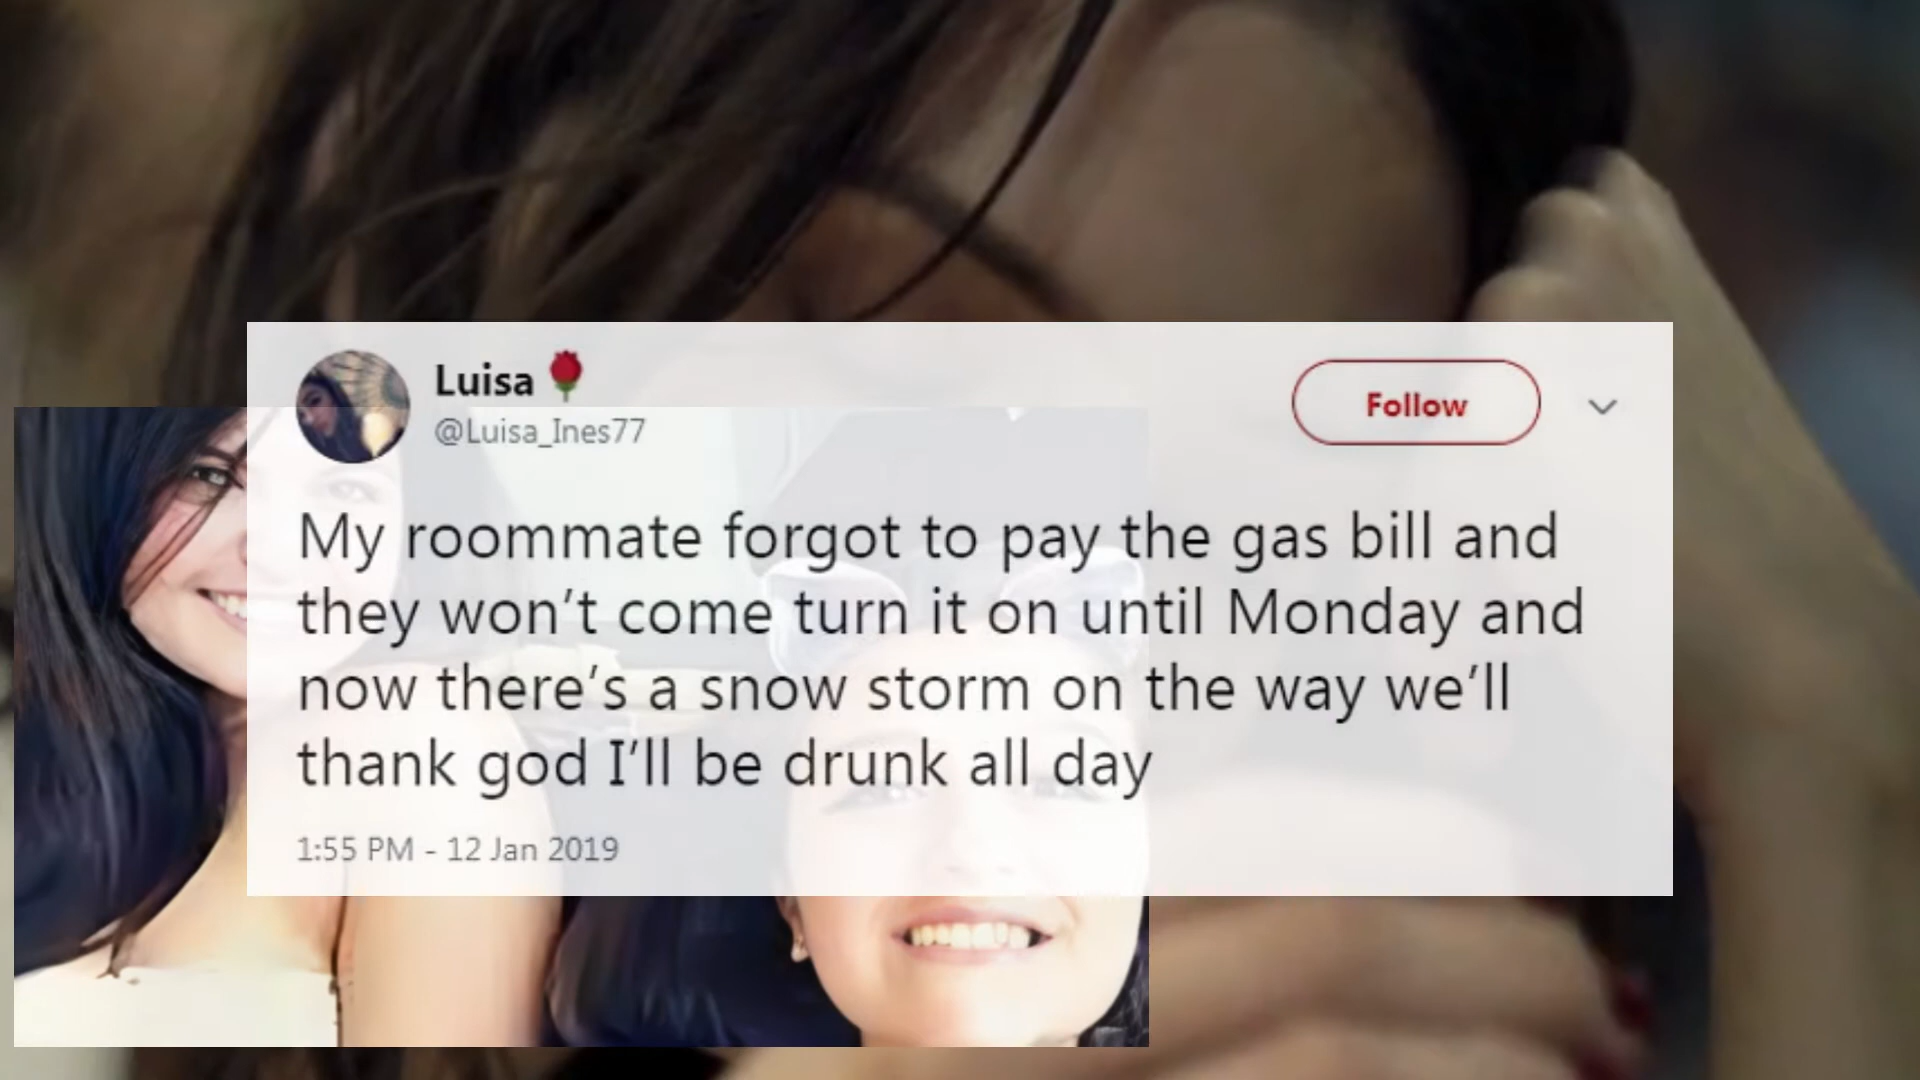 Luisa🌹
@Luisa_Ines77
Follow
My roommate forgot to pay the gas bill and
they won’t come turn it on until Monday and
now there’s a snow storm on the way we’ll
thank god I’ll be drunk all day
1:55 PM - 12 Jan 2019